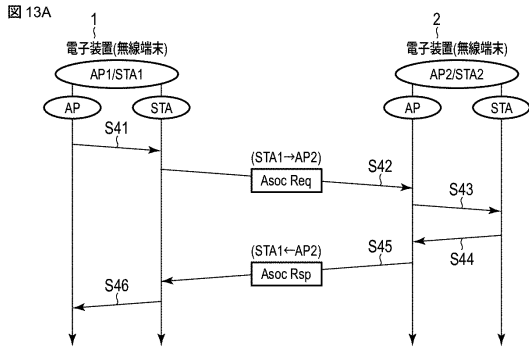 図 13A
1
電子装置(無線端末)
AP1/STA1
AP
STA
2
電子装置(無線端末)
AP2/STA2
AP
STA
S41
(STA1→AP2)
Asoc Req
S42
S43
(STA1←AP2)
Asoc Rsp
S45
S44
S46